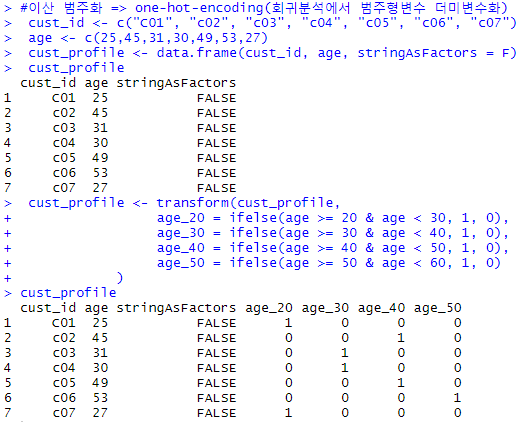 > #이산 범주화 => one-hot-encoding(회귀분석에서 범주형변수 더미변수화)
> cust_id <- c("c01", "c02", "c03", "c04", "c05", "c06", "c07")
> age <- c(25,45,31,30,49,53,27)
> cust_profile <- data.frame(cust_id, age, stringAsFactors = F)
> cust_profile
cust_id age stringAsFactors
1 c01 25 FALSE
2 c02 45 FALSE
3 c03 31 FALSE
4 c04 30 FALSE
5 c05 49 FALSE
6 c06 53 FALSE
7 c07 27 FALSE
> cust_profile <- transform(cust_profile,
+ age_20 = ifelse(age >= 20 & age < 30, 1, 0),
+ age_30 = ifelse(age >= 30 & age < 40, 1, 0),
+ age_40 = ifelse(age >= 40 & age < 50, 1, 0),
+ age_50 = ifelse(age >= 50 & age < 60, 1, 0)
+ )
> cust_profile
cust_id age stringAsFactors age_20 age_30 age_40 age_50
1 c01 25 FALSE 1 0 0 0
2 c02 45 FALSE 0 0 1 0
3 c03 31 FALSE 0 1 0 0
4 c04 30 FALSE 0 1 0 0
5 c05 49 FALSE 0 0 1 0
6 c06 53 FALSE 0 0 0 1
7 c07 27 FALSE 1 0 0 0